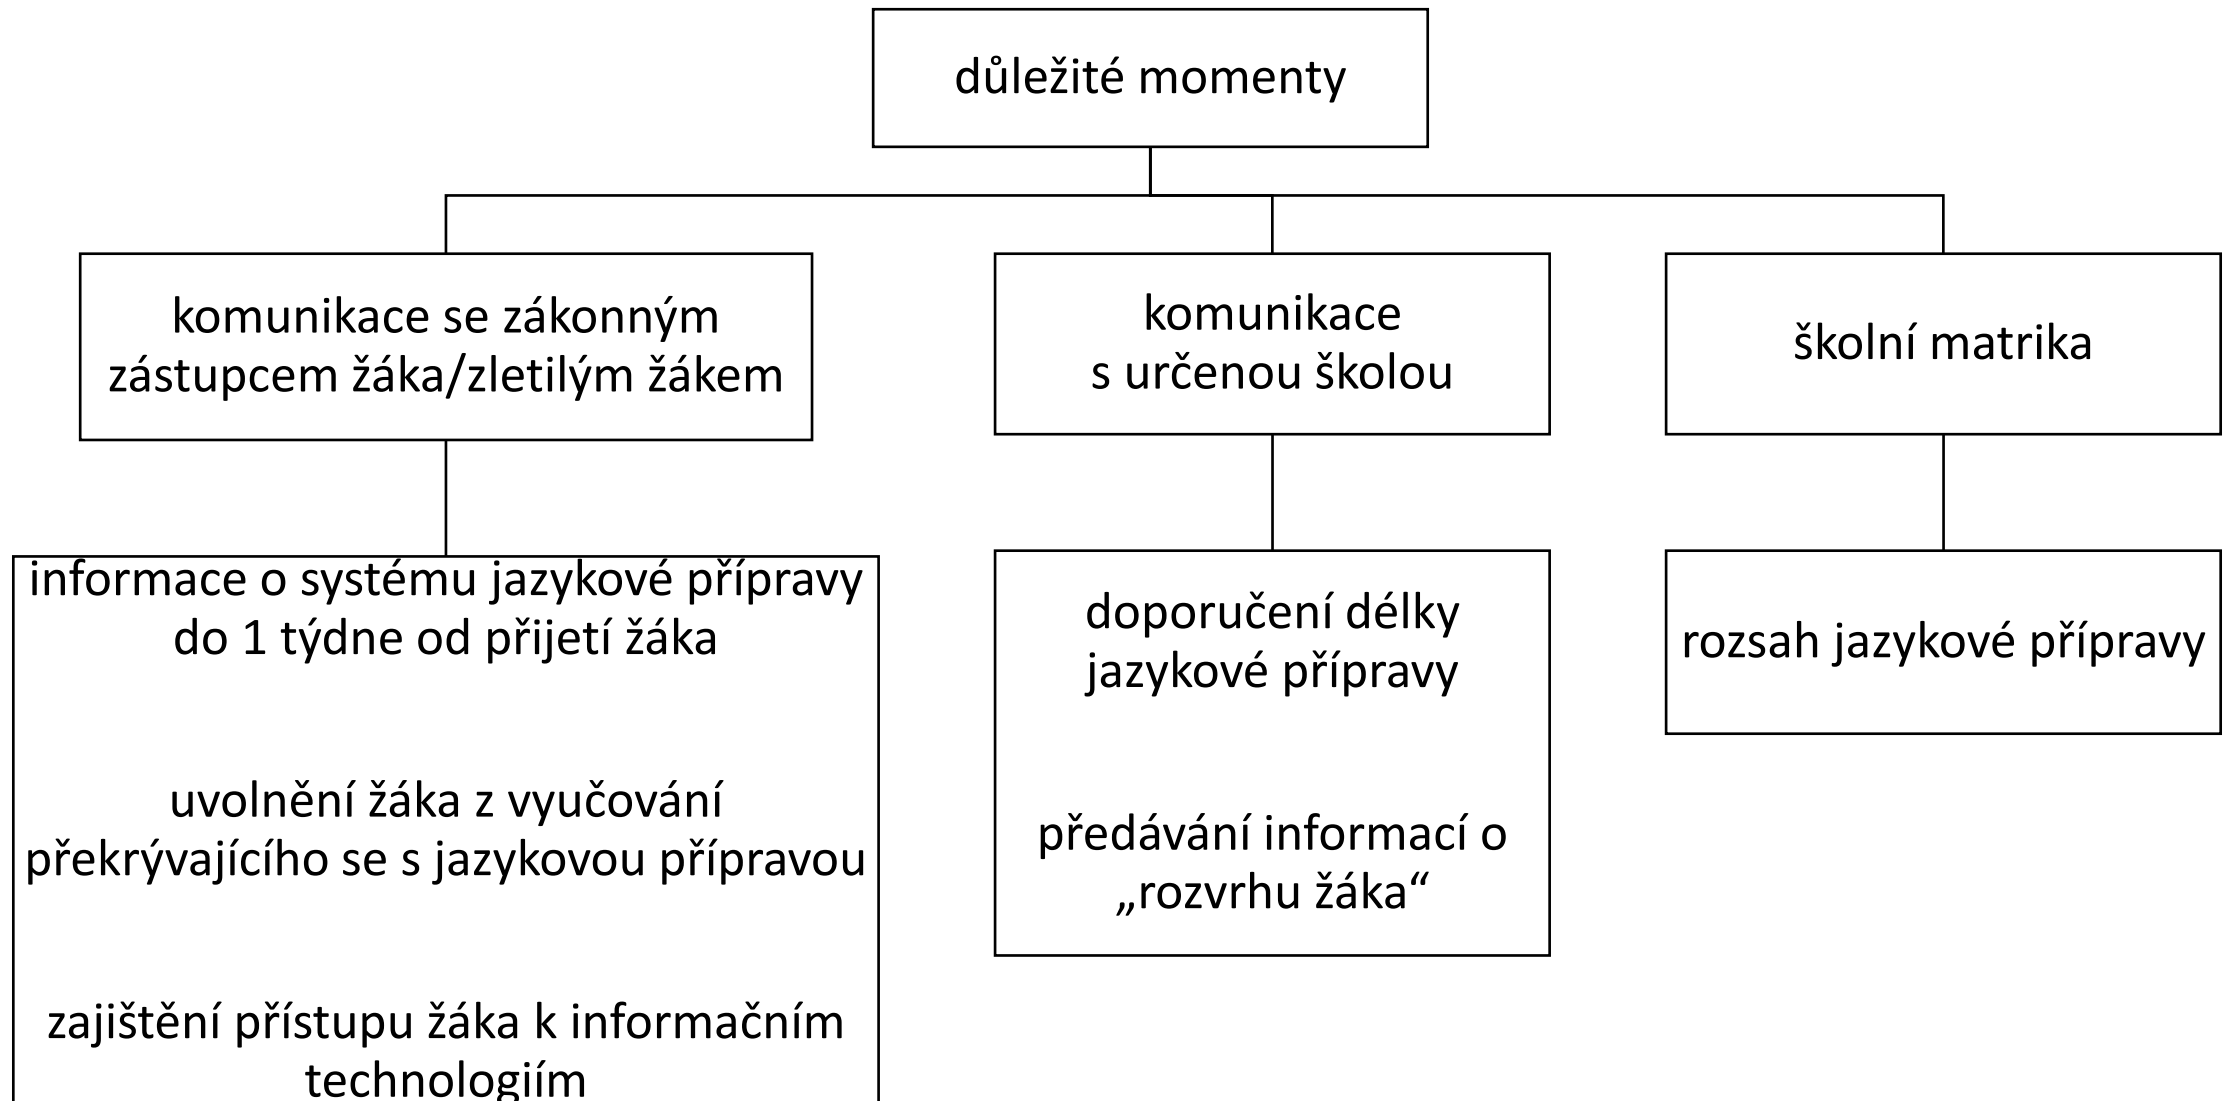 důležité momenty
komunikace se zákonným
zástupcem žáka/zletilým žákem
komunikace
s určenou školou
školní matrika
informace o systému jazykové přípravy
do 1 týdne od přijetí žáka
uvolnění žáka z vyučování
překrývajícího se s jazykovou přípravou
zajištění přístupu žáka k informačním
technologiím
doporučení délky
jazykové přípravy
předávání informací o
„rozvrhu žáka“
rozsah jazykové přípravy